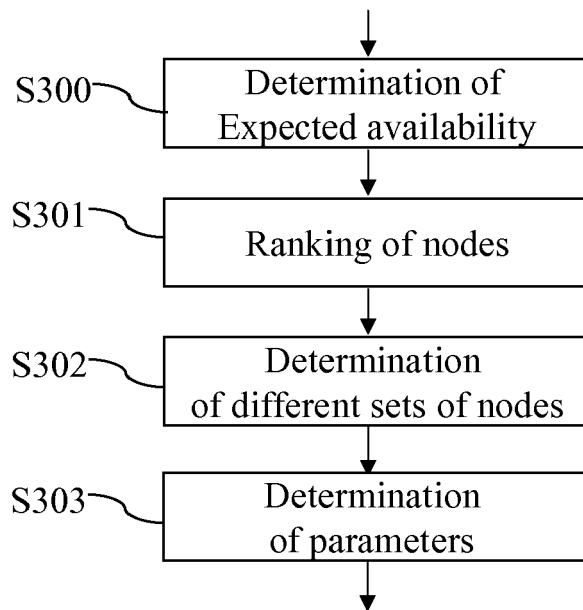 S300
Determination of
Expected availability
S301
Ranking of nodes
S302
Determination
of different sets of nodes
S303
Determination
of parameters